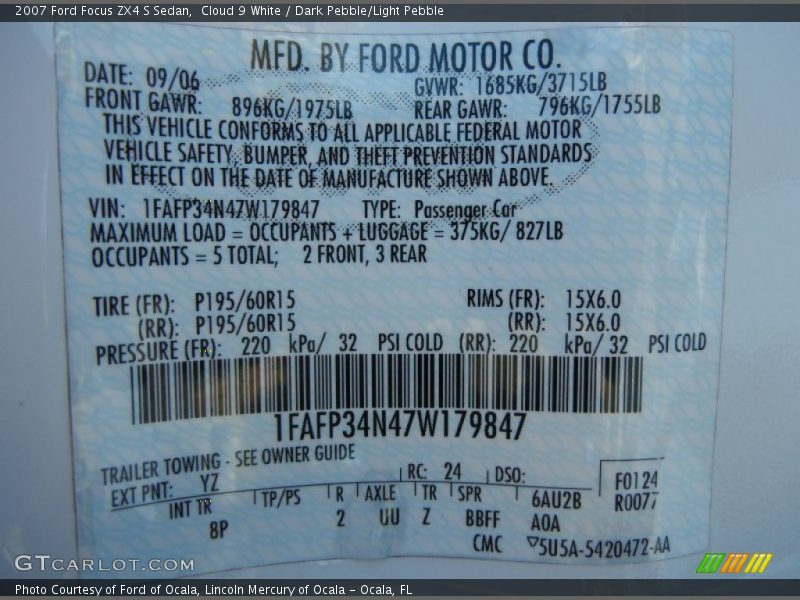 2007 Ford Focus ZX4 S Sedan,  Cloud 9 White / Dark Pebble/Light Pebble
MFD. BY FORD MOTOR CO.
DATE: 09/06 GVWR: 1685KG/3715LB
FRONT GAWR: 896KG/1975LB REAR GAWR: 796KG/1755LB
THIS VEHICLE CONFORMS TO ALL APPLICABLE FEDERAL MOTOR
VEHICLE SAFETY, BUMPER, AND THEFT PREVENTION STANDARDS
IN EFFECT ON THE DATE OF MANUFACTURE SHOWN ABOVE.
VIN: 1FAFP34N47W179847 TYPE: Passenger Car
MAXIMUM LOAD = OCCUPANTS + LUGGAGE = 375KG/ 827LB
OCCUPANTS = 5 TOTAL; 2 FRONT, 3 REAR
TIRE (FR): P195/60R15 RIMS (FR): 15X6.0
(RR): P195/60R15 (RR): 15X6.0
PRESSURE (FR): 220 kPa/ 32 PSI COLD (RR): 220 kPa/ 32 PSI COLD
1FAFP34N47W179847
TRAILER TOWING - SEE OWNER GUIDE
EXT PNT: YZ RC: 24 DSO: F0124
INT TR TP/PS R AXLE TR SPR 6AU2B R0077
8P 2 UU Z BBFF AOA
CMC ▽5U5A-5420472-AA
GTCARLOT.COM
Photo Courtesy of Ford of Ocala, Lincoln Mercury of Ocala – Ocala, FL